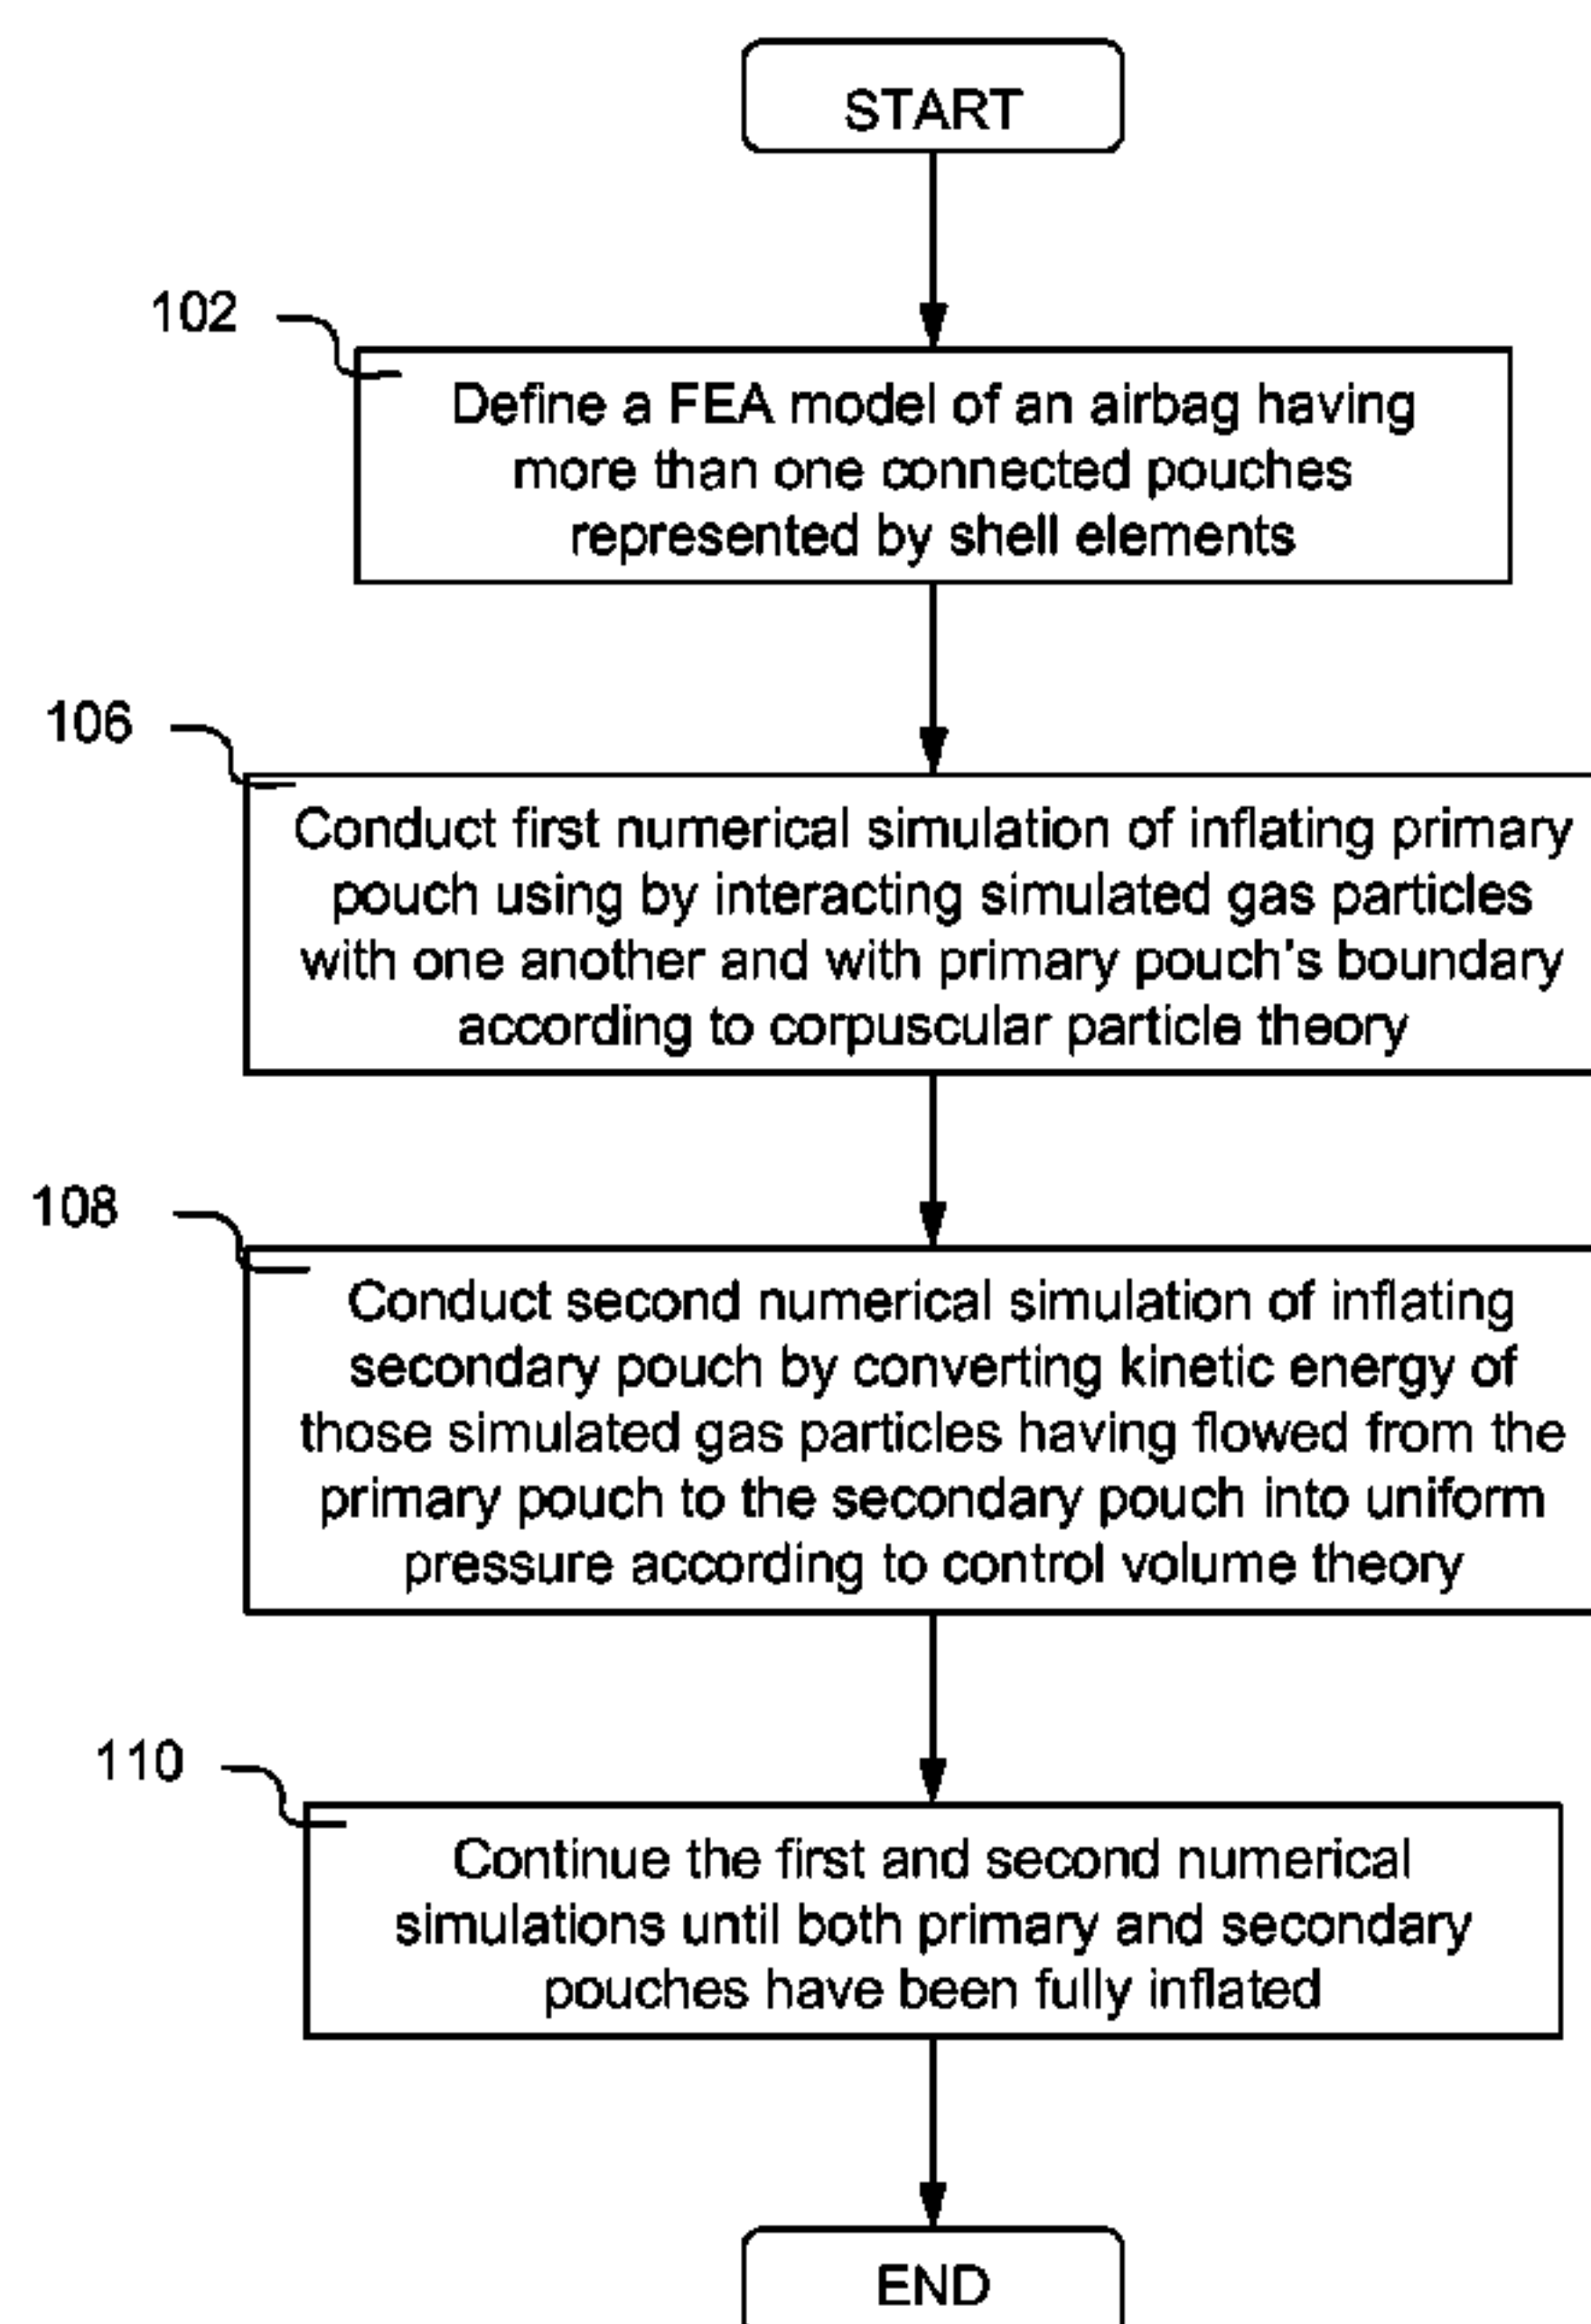 START
102
Define a FEA model of an airbag having
more than one connected pouches
represented by shell elements
106
Conduct first numerical simulation of inflating primary
pouch using by interacting simulated gas particles
with one another and with primary pouch's boundary
according to corpuscular particle theory
108
Conduct second numerical simulation of inflating
secondary pouch by converting kinetic energy of
those simulated gas particles having flowed from the
primary pouch to the secondary pouch into uniform
pressure according to control volume theory
110
Continue the first and second numerical
simulations until both primary and secondary
pouches have been fully inflated
END